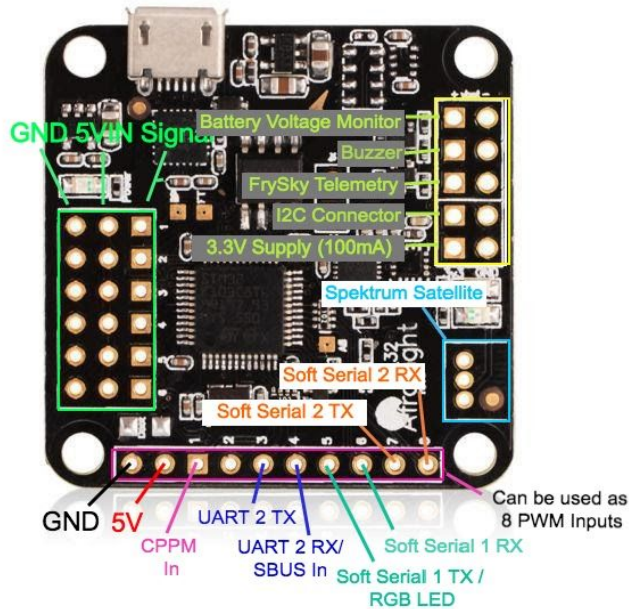 GND 5VIN Signal
Battery Voltage Monitor
Buzzer
FrySky Telemetry
I2C Connector
3.3V Supply (100mA)
Spektrum Satellite
Soft Serial 2 RX
Soft Serial 2 TX
1
2
3
4
5
6
1 2 3 4 5 6 7 8
GND 5V
CPPM
In
UART 2 TX
UART 2 RX/
SBUS In
Soft Serial 1 RX
Soft Serial 1 TX /
RGB LED
Can be used as
8 PWM Inputs